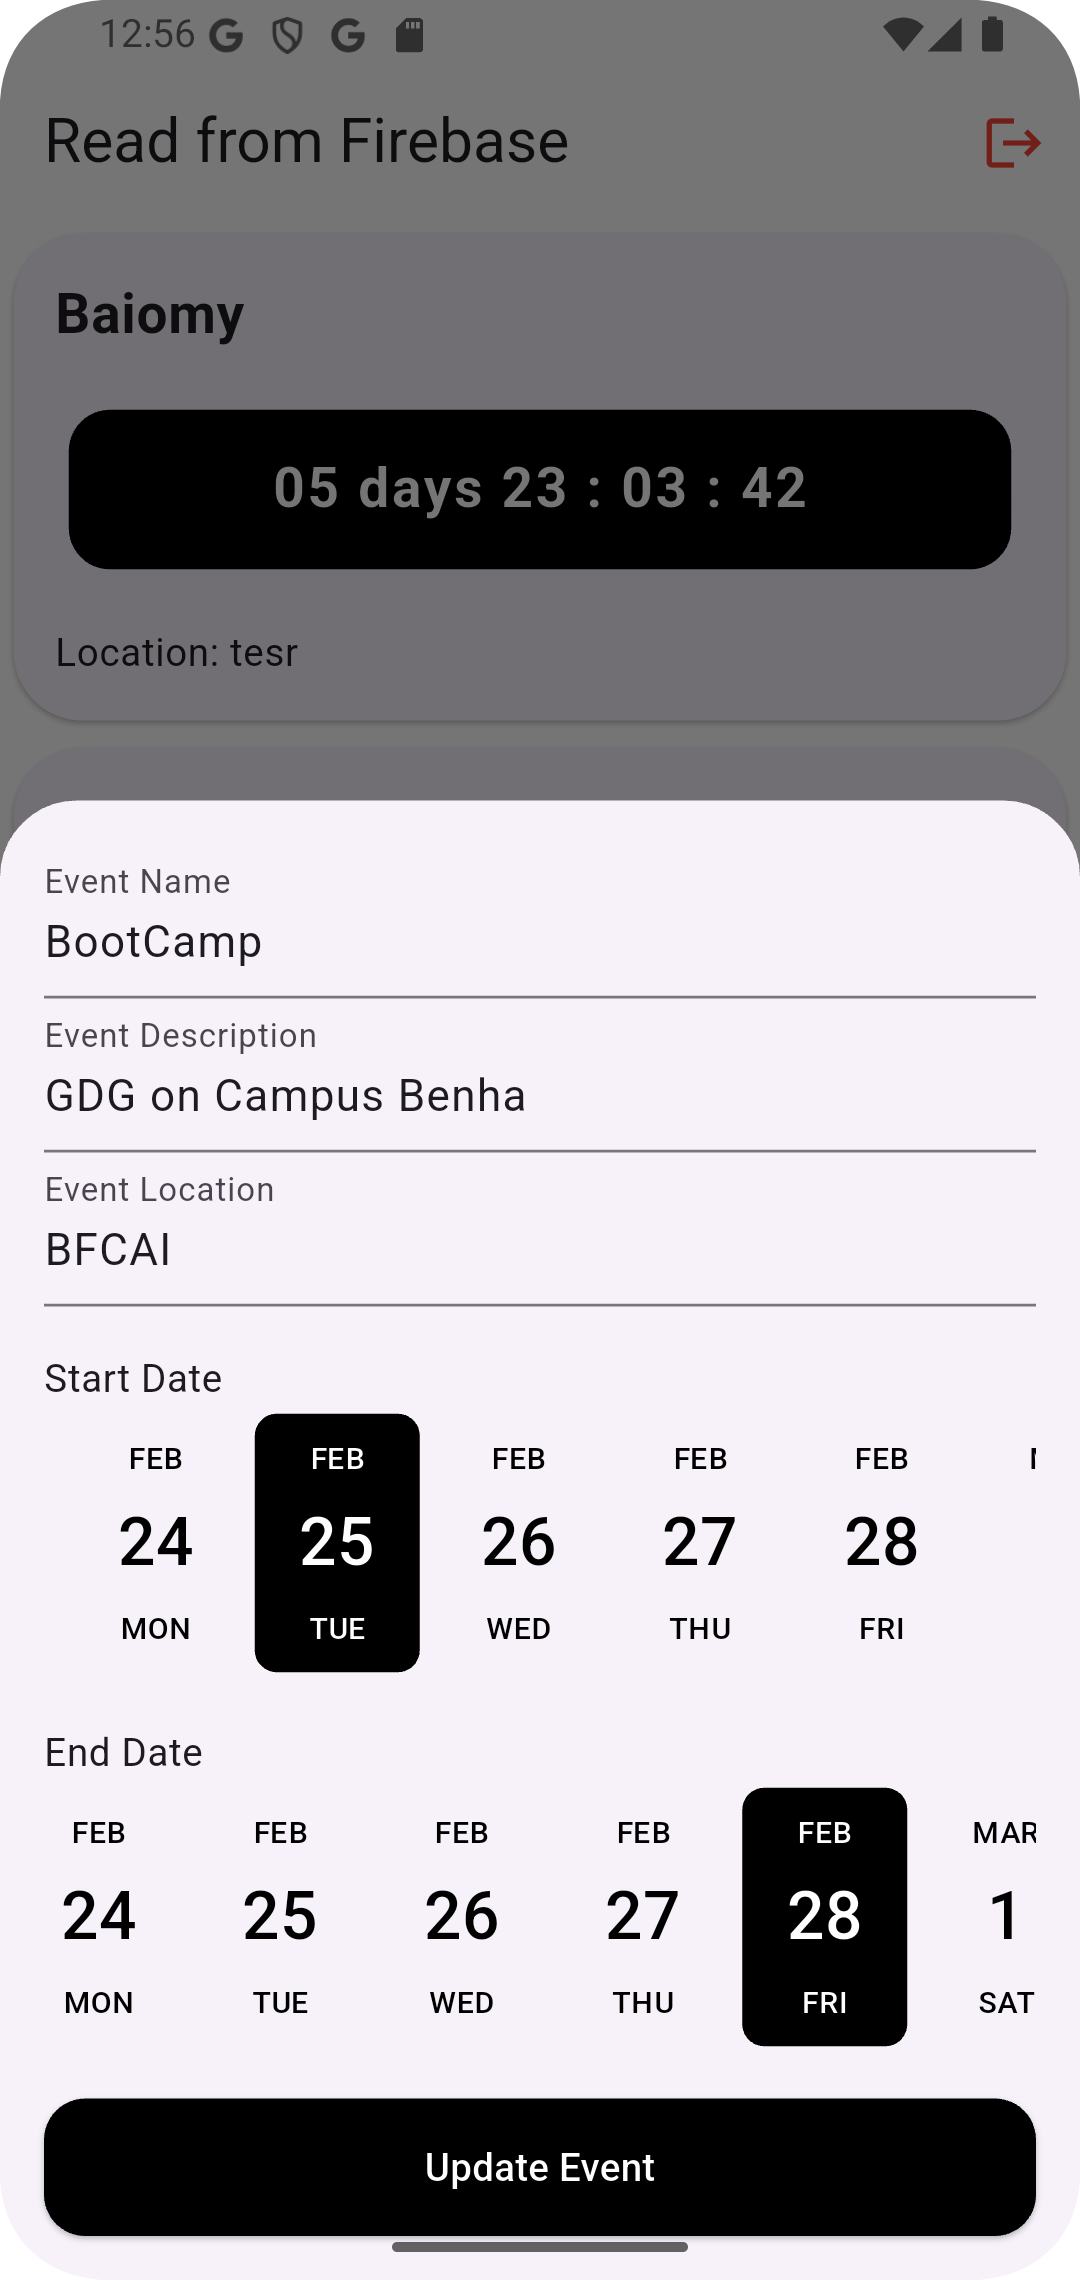 12:56
Read from Firebase
Baiomy
05 days 23 : 03 : 42
Location: tesr
Event Name
BootCamp
Event Description
GDG on Campus Benha
Event Location
BFCAI
Start Date
FEB FEB FEB FEB FEB
24 25 26 27 28
MON TUE WED THU FRI
End Date
FEB FEB FEB FEB FEB MAR
24 25 26 27 28 1
MON TUE WED THU FRI SAT
Update Event